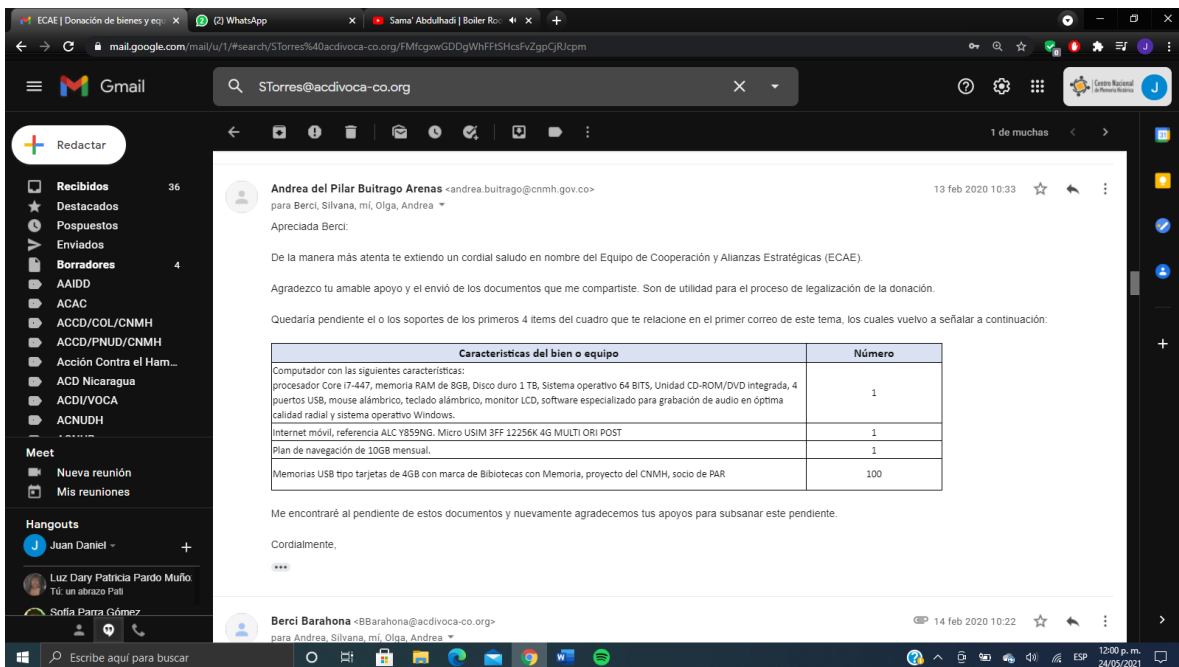 ECAE | Donación de bienes y equ
(2) WhatsApp
Sama' Abdulhadi | Boiler Roo
mail.google.com/mail/u/1/#search/STorres%40acdivoca-co.org/FMfcgxwGDDgWhFFtSHcsFvZgpCjRJcpm
Gmail
STorres@acdivoca-co.org
Centro Nacional
de Memoria Histórica
J
Redactar
1 de muchas
Recibidos 36
Destacados
Pospuestos
Enviados
Borradores 4
AAIDD
ACAC
ACCD/COL/CNMH
ACCD/PNUD/CNMH
Acción Contra el Ham...
ACD Nicaragua
ACDI/VOCA
ACNUDH
Meet
Nueva reunión
Mis reuniones
Hangouts
J Juan Daniel
Luz Dary Patricia Pardo Muño
Tú: un abrazo Pati
Sofía Parra Gómez
Andrea del Pilar Buitrago Arenas <andrea.buitrago@cnmh.gov.co> 13 feb 2020 10:33
para Berci, Silvana, mí, Olga, Andrea
Apreciada Berci:
De la manera más atenta te extiendo un cordial saludo en nombre del Equipo de Cooperación y Alianzas Estratégicas (ECAE).
Agradezco tu amable apoyo y el envió de los documentos que me compartiste. Son de utilidad para el proceso de legalización de la donación.
Quedaría pendiente el o los soportes de los primeros 4 items del cuadro que te relacione en el primer correo de este tema, los cuales vuelvo a señalar a continuación:
Caracteristicas del bien o equipo Número
Computador con las siguientes características:
procesador Core i7-447, memoria RAM de 8GB, Disco duro 1 TB, Sistema operativo 64 BITS, Unidad CD-ROM/DVD integrada, 4
puertos USB, mouse alámbrico, teclado alámbrico, monitor LCD, software especializado para grabación de audio en óptima
calidad radial y sistema operativo Windows. 1
Internet móvil, referencia ALC Y859NG. Micro USIM 3FF 12256K 4G MULTI ORI POST 1
Plan de navegación de 10GB mensual. 1
Memorias USB tipo tarjetas de 4GB con marca de Bibiotecas con Memoria, proyecto del CNMH, socio de PAR 100
Me encontraré al pendiente de estos documentos y nuevamente agradecemos tus apoyos para subsanar este pendiente.
Cordialmente,
Berci Barahona <BBarahona@acdivoca-co.org> 14 feb 2020 10:22
para Andrea, Silvana, mí, Olga, Andrea
Escribe aquí para buscar
ESP
12:00 p. m.
24/05/2021